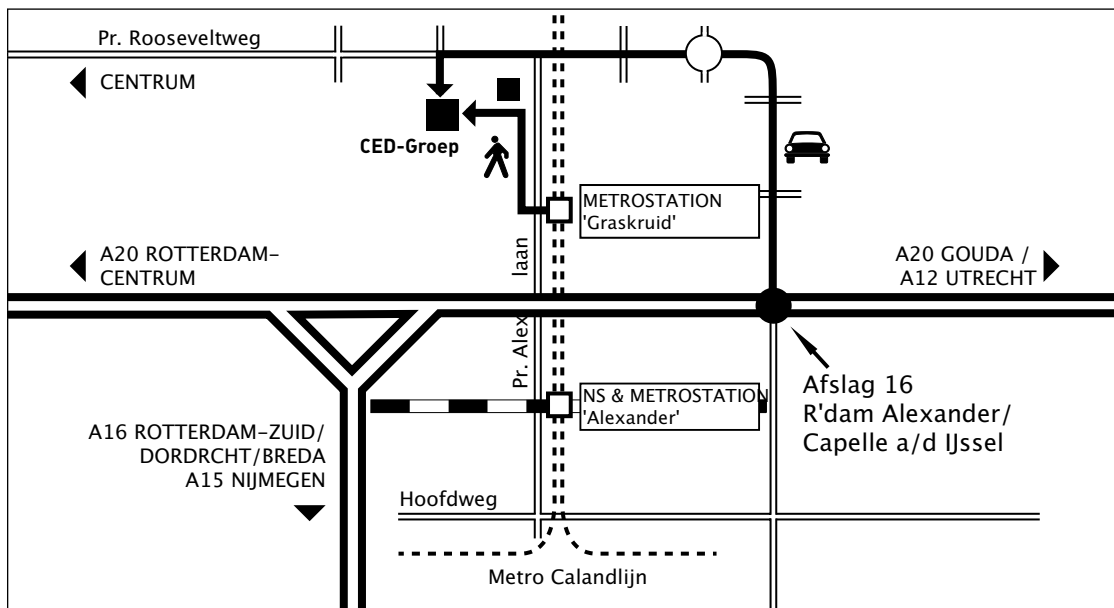 Pr. Rooseveltweg
CENTRUM
CED-Groep
METROSTATION
'Graskruid'
A20 ROTTERDAM–
CENTRUM
A20 GOUDA /
A12 UTRECHT
Pr. Alex laan
NS & METROSTATION
'Alexander'
Afslag 16
R'dam Alexander/
Capelle a/d IJssel
A16 ROTTERDAM–ZUID/
DORDRCHT/BREDA
A15 NIJMEGEN
Hoofdweg
Metro Calandlijn